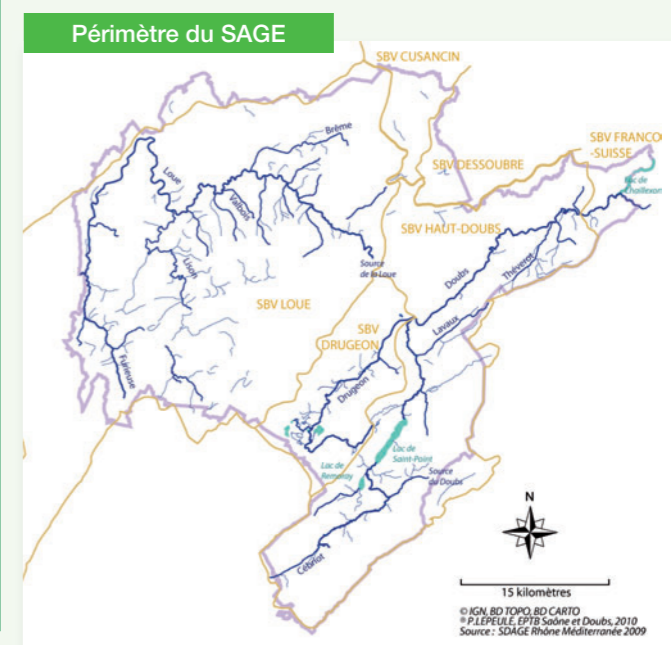 Périmètre du SAGE
SBV CUSANCIN
SBV FRANCO
-SUISSE
Brême
SBV DESSOUBRE
Lac de
Chaillexon
Loue
Valbois
SBV HAUT-DOUBS
Source
de la Loue
Lison
Doubs
Théverot
SBV LOUE
Lavaux
SBV
DRUGEON
Furieuse
Drugeon
Lac de
Saint-Point
Lac de
Remoray
Source
du Doubs
Cébriot
N
15 kilomètres
© IGN, BD TOPO, BD CARTO
® P.LEPEULE, EPTB Saône et Doubs, 2010
Source : SDAGE Rhône Méditerranée 2009